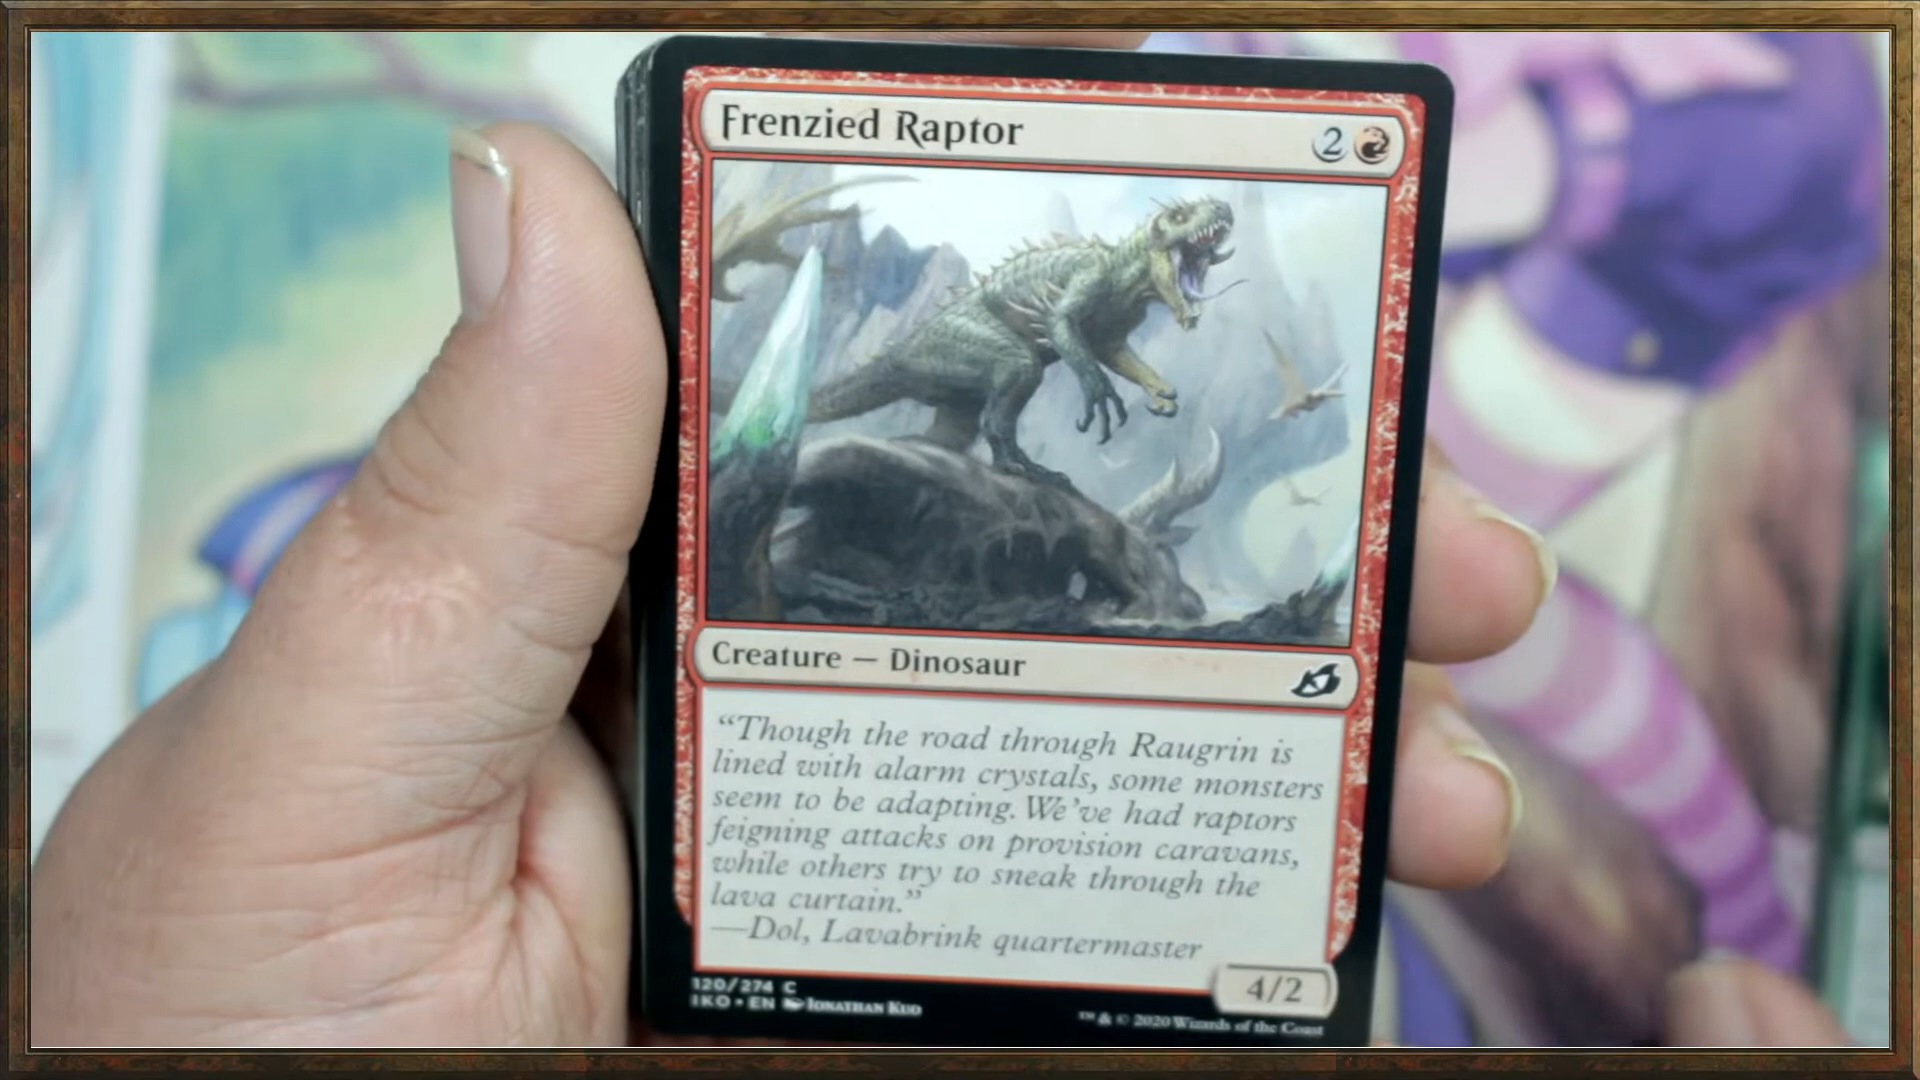 Frenzied Raptor
2
Creature — Dinosaur
“Though the road through Raugrin is
lined with alarm crystals, some monsters
seem to be adapting. We’ve had raptors
feigning attacks on provision caravans,
while others try to sneak through the
lava curtain.”
—Dol, Lavabrink quartermaster
4/2
120/274 C
IKO • EN Jonathan Kuo
™ & © 2020 Wizards of the Coast